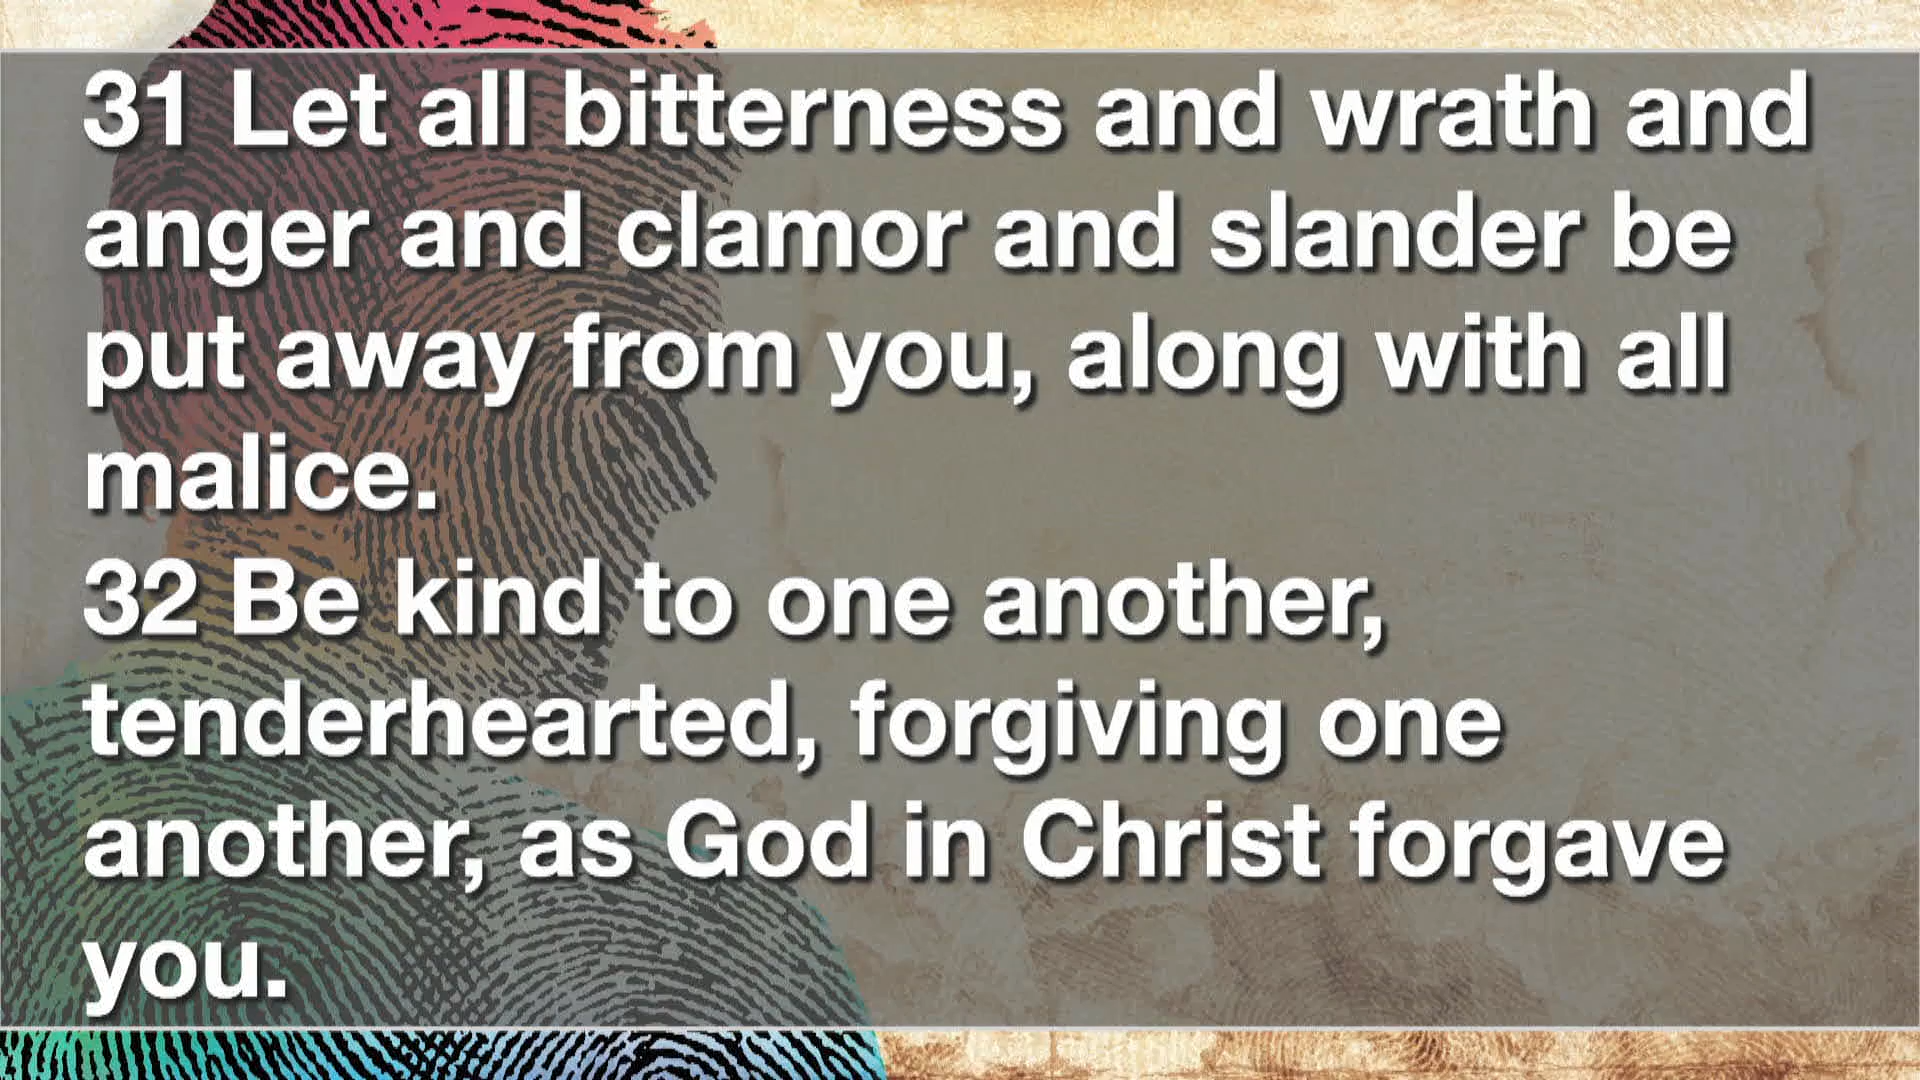 31 Let all bitterness and wrath and
anger and clamor and slander be
put away from you, along with all
malice.
32 Be kind to one another,
tenderhearted, forgiving one
another, as God in Christ forgave
you.